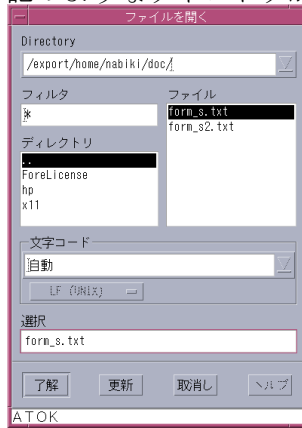 ファイルを開く
Directory
/export/home/nabiki/doc/
フィルタ
*
ファイル
form_s.txt
form_s2.txt
ディレクトリ
..
ForeLicense
hp
x11
文字コード
自動
LF (UNIX)
選択
form_s.txt
了解
更新
取消し
ヘルプ
ATOK